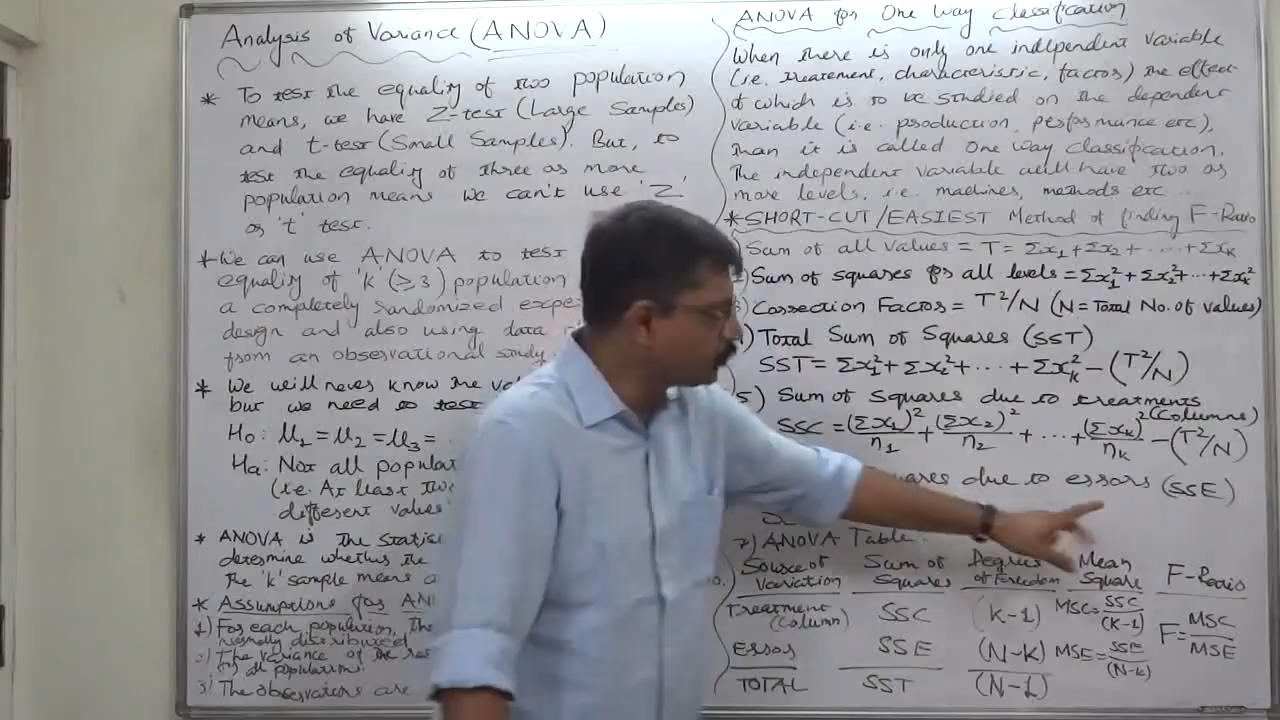 Analysis of Variance (ANOVA)
* To test the equality of two population
means, we have Z-test (Large Samples)
and t-test (Small Samples). But, to
test the equality of three or more
population means we can't use 'Z'
or 't' test.
* We can use ANOVA to test
equality of 'k' (≥3) population
a completely randomized expe
design and also using data
from an observational study
* We will never know the va
but we need to test
H₀: μ₁ = μ₂ = μ₃ =
Ha: Not all popula
(i.e. At least two
different values
* ANOVA is the statis
determine whether the
the 'k' sample means a
* Assumptions for AN
1) For each population, the
normally distributed
2) The variance of the res
for all populations
3) The observations are
ANOVA for One Way Classification
When there is only one independent variable
(i.e. treatement, characteristic, factor) the effect
of which is to be studied on the dependent
variable (i.e. production, performance etc),
than it is called One way classification.
The independent variable will have two or
more levels, i.e. machines, methods etc..
* SHORT-CUT/EASIEST Method of finding F-Ratio
) Sum of all values = T = Σx₁ + Σx₂ + ..... + Σxₖ
) Sum of squares for all levels = Σx₁² + Σx₂² + ... + Σxₖ²
3) Correction Factor = T²/N (N = Total No. of values)
) Total Sum of Squares (SST)
SST = Σx₁² + Σx₂² + ... + Σxₖ² - (T²/N)
5) Sum of Squares due to treatments
(Columns)
SSC = (Σx₁)²/n₁ + (Σx₂)²/n₂ + ... + (Σxₖ)²/nₖ - (T²/N)
uares due to errors (SSE)
7) ANOVA Table.
Source of Variation Sum of Squares Degree of Freedom Mean Square F-Ratio
Treatment (Column) SSC (k-1) MSC = SSC/(k-1) F = MSC/MSE
Error SSE (N-k) MSE = SSE/(N-k)
TOTAL SST (N-1)